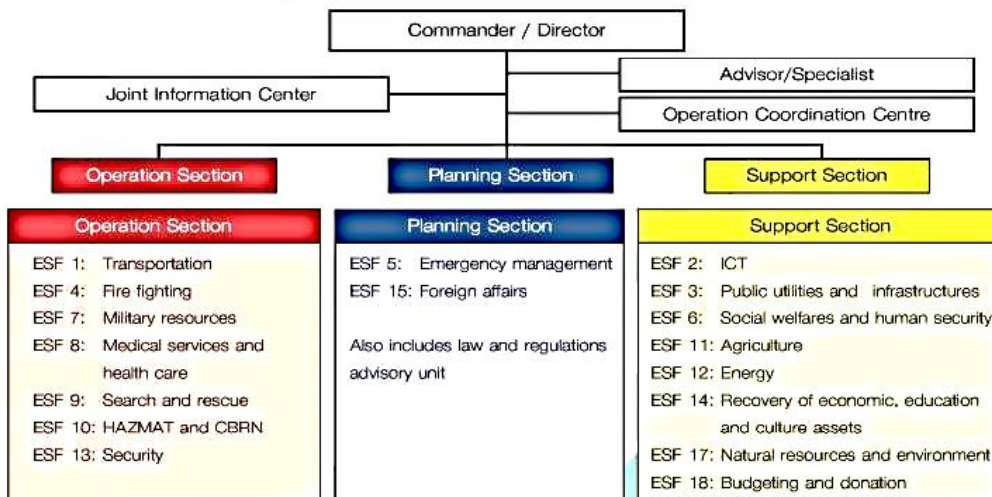 Commander / Director
Advisor/Specialist
Joint Information Center
Operation Coordination Centre
Operation Section
Planning Section
Support Section
Operation Section
ESF 1: Transportation
ESF 4: Fire fighting
ESF 7: Military resources
ESF 8: Medical services and
health care
ESF 9: Search and rescue
ESF 10: HAZMAT and CBRN
ESF 13: Security
Planning Section
ESF 5: Emergency management
ESF 15: Foreign affairs
Also includes law and regulations
advisory unit
Support Section
ESF 2: ICT
ESF 3: Public utilities and infrastructures
ESF 6: Social welfares and human security
ESF 11: Agriculture
ESF 12: Energy
ESF 14: Recovery of economic, education
and culture assets
ESF 17: Natural resources and environment
ESF 18: Budgeting and donation